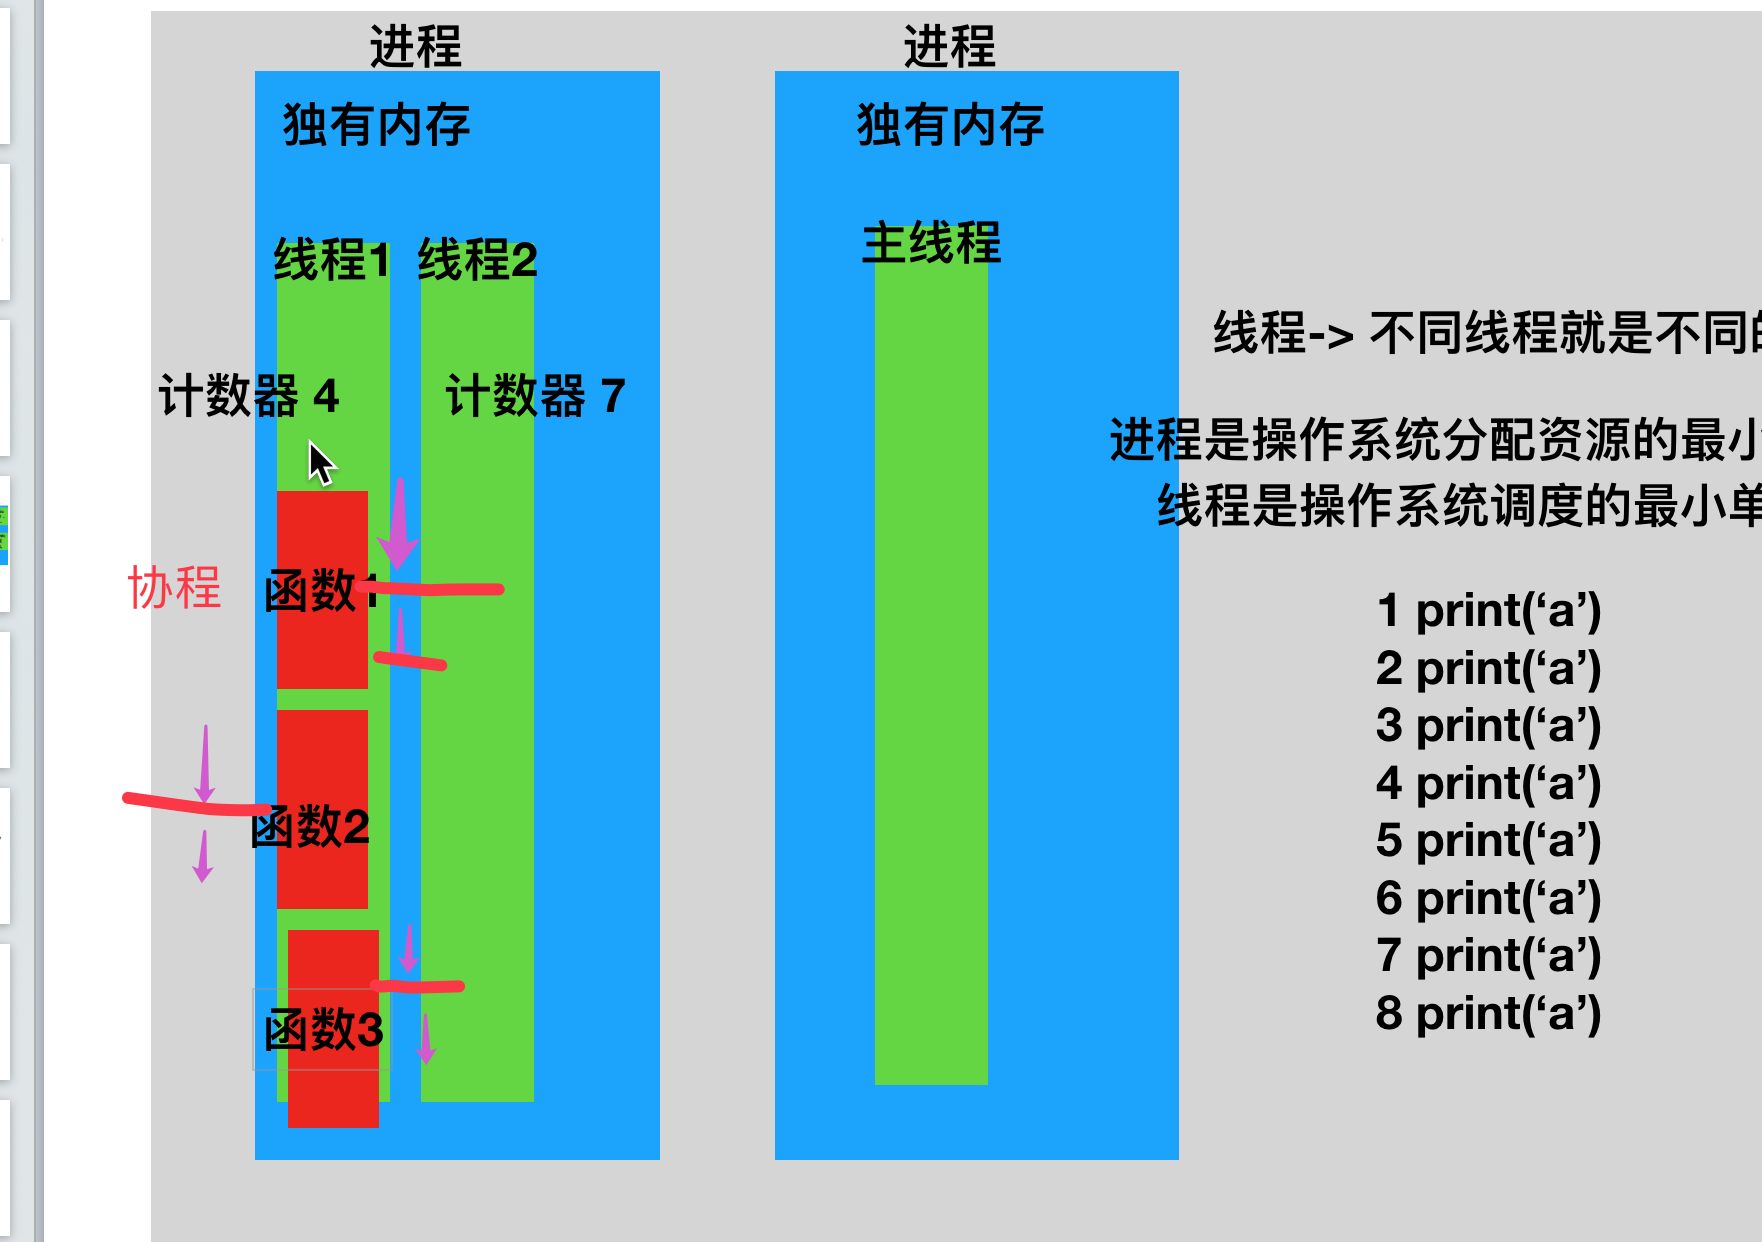 进程
进程
独有内存
独有内存
线程1
线程2
主线程
计数器 4
计数器 7
线程-> 不同线程就是不同的
进程是操作系统分配资源的最小
线程是操作系统调度的最小单
协程
函数1
函数2
函数3
1 print(‘a’)
2 print(‘a’)
3 print(‘a’)
4 print(‘a’)
5 print(‘a’)
6 print(‘a’)
7 print(‘a’)
8 print(‘a’)